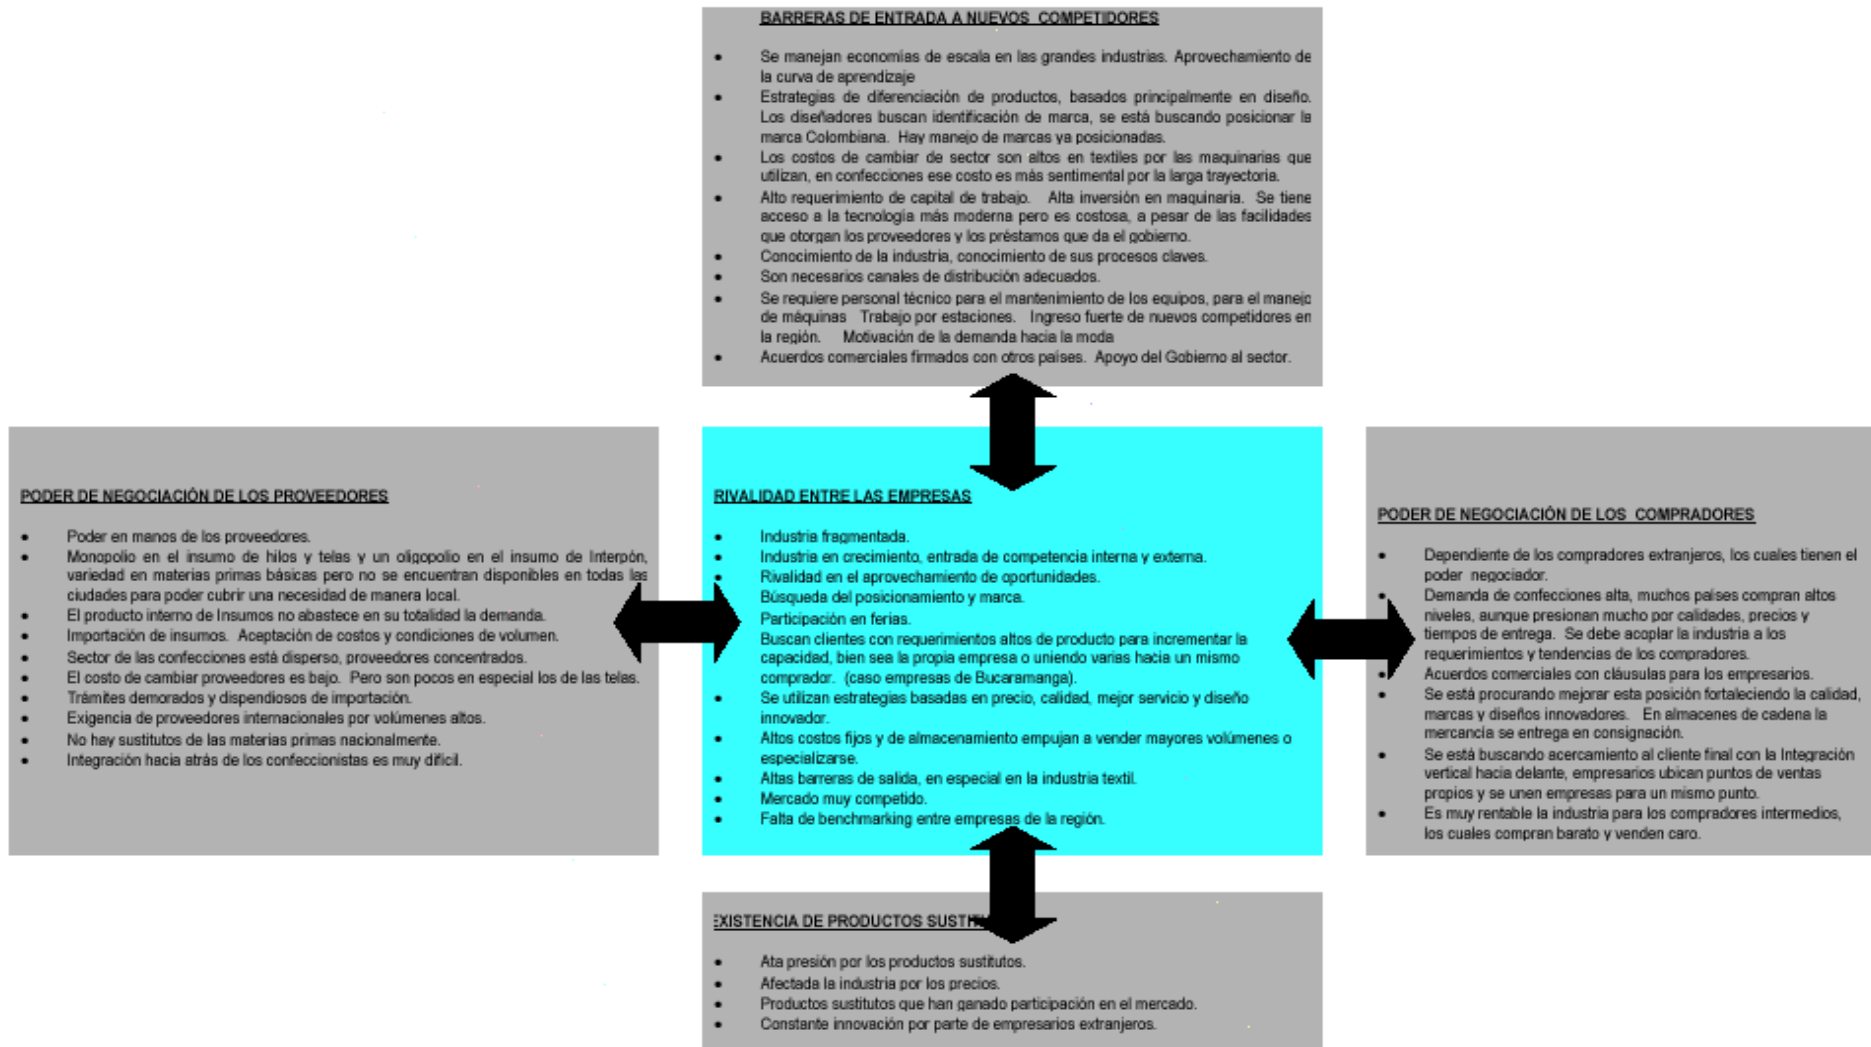 BARRERAS DE ENTRADA A NUEVOS COMPETIDORES
• Se manejan economías de escala en las grandes industrias. Aprovechamiento de
la curva de aprendizaje
• Estrategias de diferenciación de productos, basados principalmente en diseño.
Los diseñadores buscan identificación de marca, se está buscando posicionar la
marca Colombiana. Hay manejo de marcas ya posicionadas.
• Los costos de cambiar de sector son altos en textiles por las maquinarias que
utilizan, en confecciones ese costo es más sentimental por la larga trayectoria.
• Alto requerimiento de capital de trabajo. Alta inversión en maquinaria. Se tiene
acceso a la tecnología más moderna pero es costosa, a pesar de las facilidades
que otorgan los proveedores y los préstamos que da el gobierno.
• Conocimiento de la industria, conocimiento de sus procesos claves.
• Son necesarios canales de distribución adecuados.
• Se requiere personal técnico para el mantenimiento de los equipos, para el manejo
de máquinas Trabajo por estaciones. Ingreso fuerte de nuevos competidores en
la región. Motivación de la demanda hacia la moda
• Acuerdos comerciales firmados con otros países. Apoyo del Gobierno al sector.
PODER DE NEGOCIACIÓN DE LOS PROVEEDORES
• Poder en manos de los proveedores.
• Monopolio en el insumo de hilos y telas y un oligopolio en el insumo de Interpón,
variedad en materias primas básicas pero no se encuentran disponibles en todas las
ciudades para poder cubrir una necesidad de manera local.
• El producto interno de Insumos no abastece en su totalidad la demanda.
• Importación de insumos. Aceptación de costos y condiciones de volumen.
• Sector de las confecciones está disperso, proveedores concentrados.
• El costo de cambiar proveedores es bajo. Pero son pocos en especial los de las telas.
• Trámites demorados y dispendiosos de importación.
• Exigencia de proveedores internacionales por volúmenes altos.
• No hay sustitutos de las materias primas nacionalmente.
• Integración hacia atrás de los confeccionistas es muy difícil.
RIVALIDAD ENTRE LAS EMPRESAS
• Industria fragmentada.
• Industria en crecimiento, entrada de competencia interna y externa.
• Rivalidad en el aprovechamiento de oportunidades.
Búsqueda del posicionamiento y marca.
Participación en ferias.
Buscan clientes con requerimientos altos de producto para incrementar la
capacidad, bien sea la propia empresa o uniendo varias hacia un mismo
comprador. (caso empresas de Bucaramanga).
• Se utilizan estrategias basadas en precio, calidad, mejor servicio y diseño
innovador.
• Altos costos fijos y de almacenamiento empujan a vender mayores volúmenes o
especializarse.
• Altas barreras de salida, en especial en la industria textil.
• Mercado muy competido.
• Falta de benchmarking entre empresas de la región.
PODER DE NEGOCIACIÓN DE LOS COMPRADORES
• Dependiente de los compradores extranjeros, los cuales tienen el
poder negociador.
• Demanda de confecciones alta, muchos países compran altos
niveles, aunque presionan mucho por calidades, precios y
tiempos de entrega. Se debe acoplar la industria a los
requerimientos y tendencias de los compradores.
• Acuerdos comerciales con cláusulas para los empresarios.
• Se está procurando mejorar esta posición fortaleciendo la calidad,
marcas y diseños innovadores. En almacenes de cadena la
mercancía se entrega en consignación.
• Se está buscando acercamiento al cliente final con la Integración
vertical hacia delante, empresarios ubican puntos de ventas
propios y se unen empresas para un mismo punto.
• Es muy rentable la industria para los compradores intermedios,
los cuales compran barato y venden caro.
EXISTENCIA DE PRODUCTOS
• Ata presión por los productos sustitutos.
• Afectada la industria por los precios.
• Productos sustitutos que han ganado participación en el mercado.
• Constante innovación por parte de empresarios extranjeros.